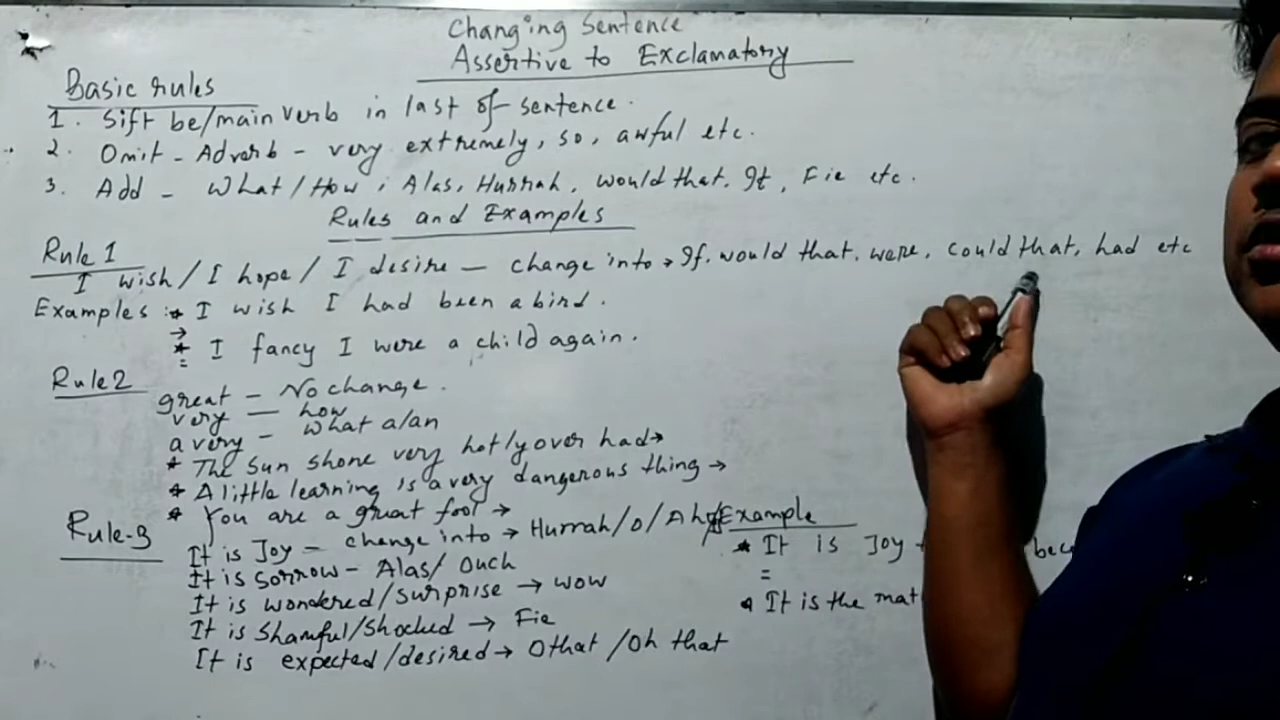 Changing Sentence
Assertive to Exclamatory
Basic rules
1. Sift be/main verb in last of sentence.
2. Omit - Adverb - very extremely, so, awful etc.
3. Add - What/How, Alas, Hurrah, would that, If, Fie etc.
Rules and Examples
Rule 1
I wish / I hope / I desire - change into → If, would that, were, could that, had etc
Examples :* I wish I had been a bird.
→
* I fancy I were a child again.
=
Rule 2
great - No change.
very - how
a very - What a/an
* The Sun shone very hotly over had →
* A little learning is a very dangerous thing →
* You are a great fool →
Rule-3
It is Joy - change into → Hurrah/O/Ah
It is Sorrow - Alas/ Ouch
It is wondered/surprise → wow
It is Shamful/Shocked → Fie
It is expected/desired → O that /Oh that
Example
* It is Joy
=
* It is the mat